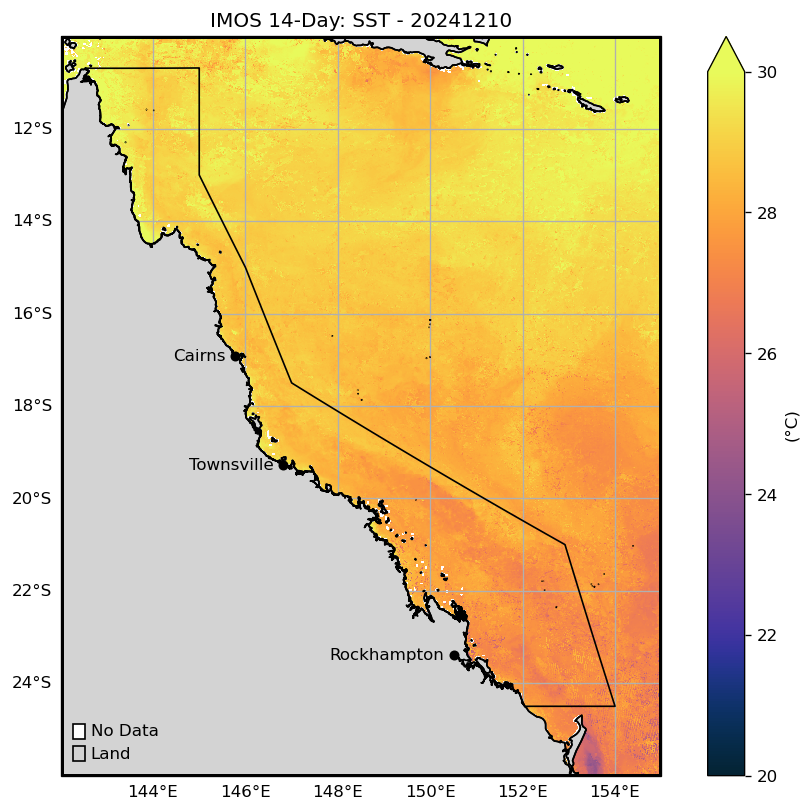 IMOS 14-Day: SST - 20241210
12°S
14°S
16°S
18°S
20°S
22°S
24°S
Cairns
Townsville
Rockhampton
No Data
Land
144°E 146°E 148°E 150°E 152°E 154°E
30
28
26
24
22
20
(°C)